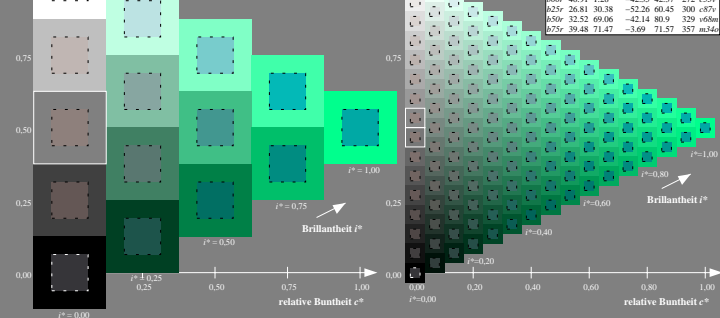 b25r 26.81 30.38 −52.26 60.45 300 c87v
b50r 32.52 69.06 −42.14 80.9 329 v68m
b75r 39.48 71.47 −3.69 71.57 357 m34o
0,75
0,50
0,25
0,00
i* = 1,00
i* = 0,75
i* = 0,50
i* = 0,25
i* = 0,00
Brillantheit i*
0,25 0,50 0,75 1,00
relative Buntheit c*
0,75
0,25
0,00
i*=1,00
i*=0,80
i*=0,60
i*=0,40
i*=0,20
i*=0,00
Brillantheit i*
0,00 0,20 0,40 0,60 0,80 1,00
relative Buntheit c*